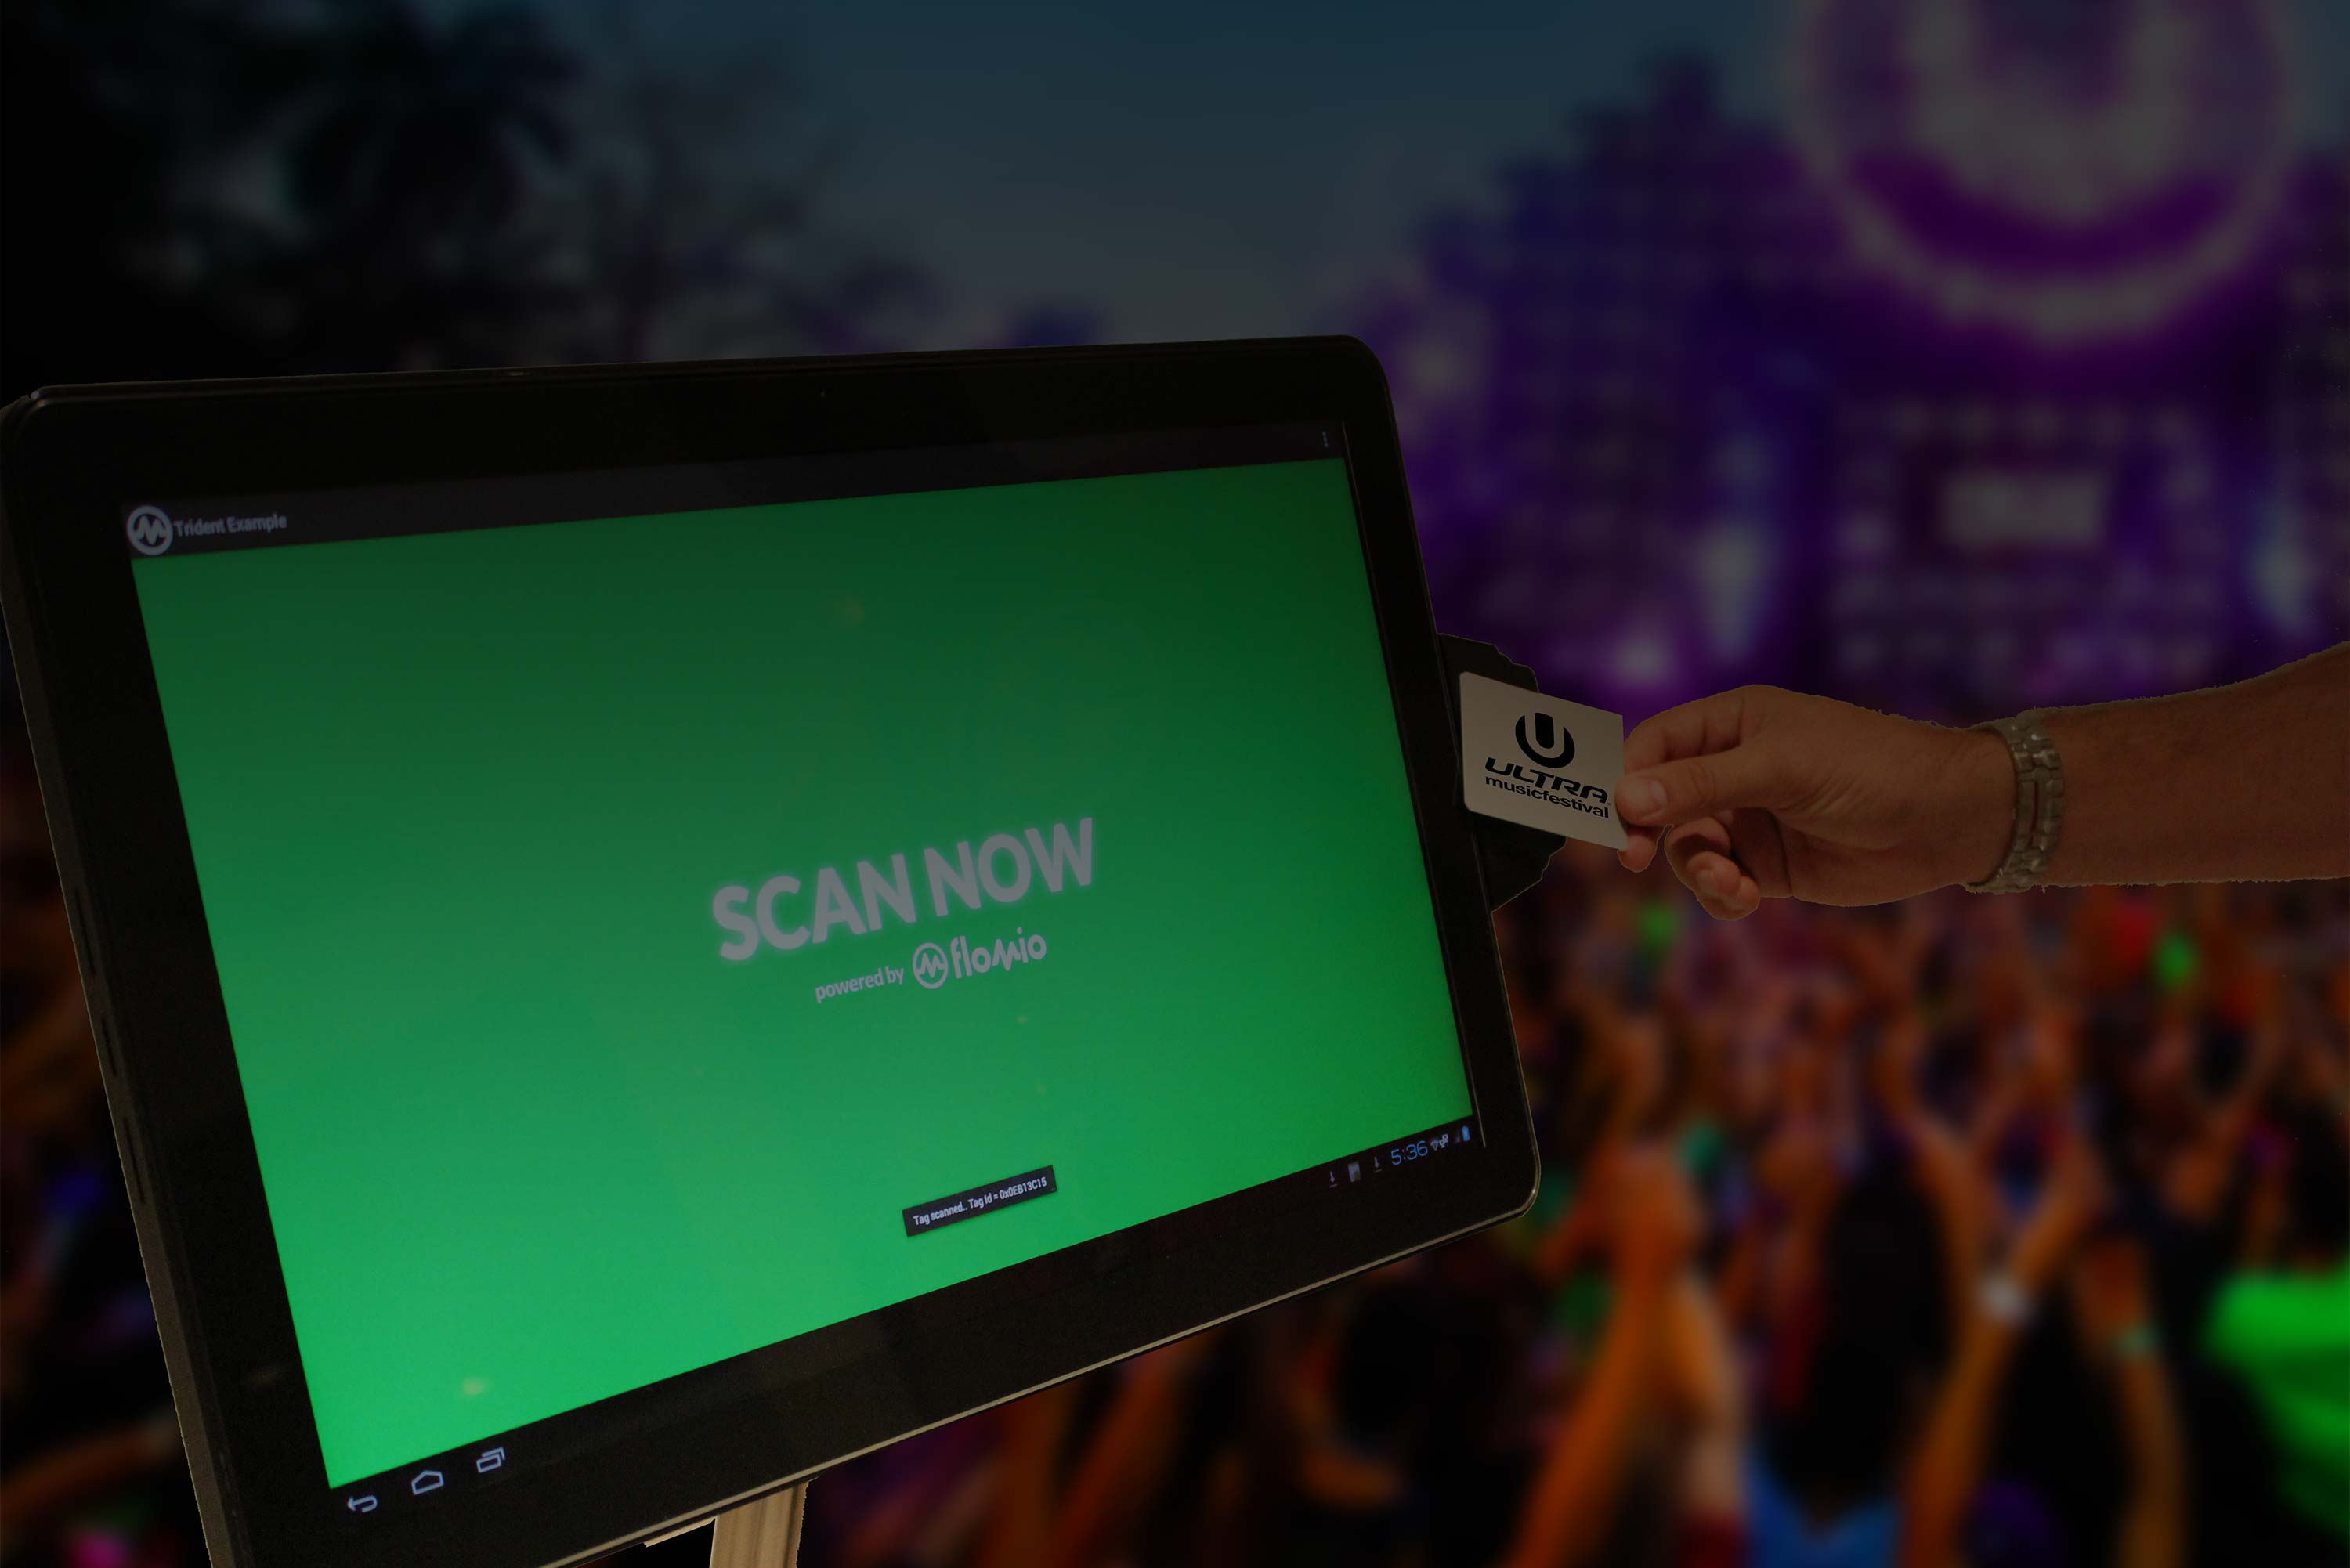 Trident Example
SCAN NOW
powered by flomio
Tag scanned.. Tag Id = 0x0EB13C15
5:36
ULTRA
musicfestival